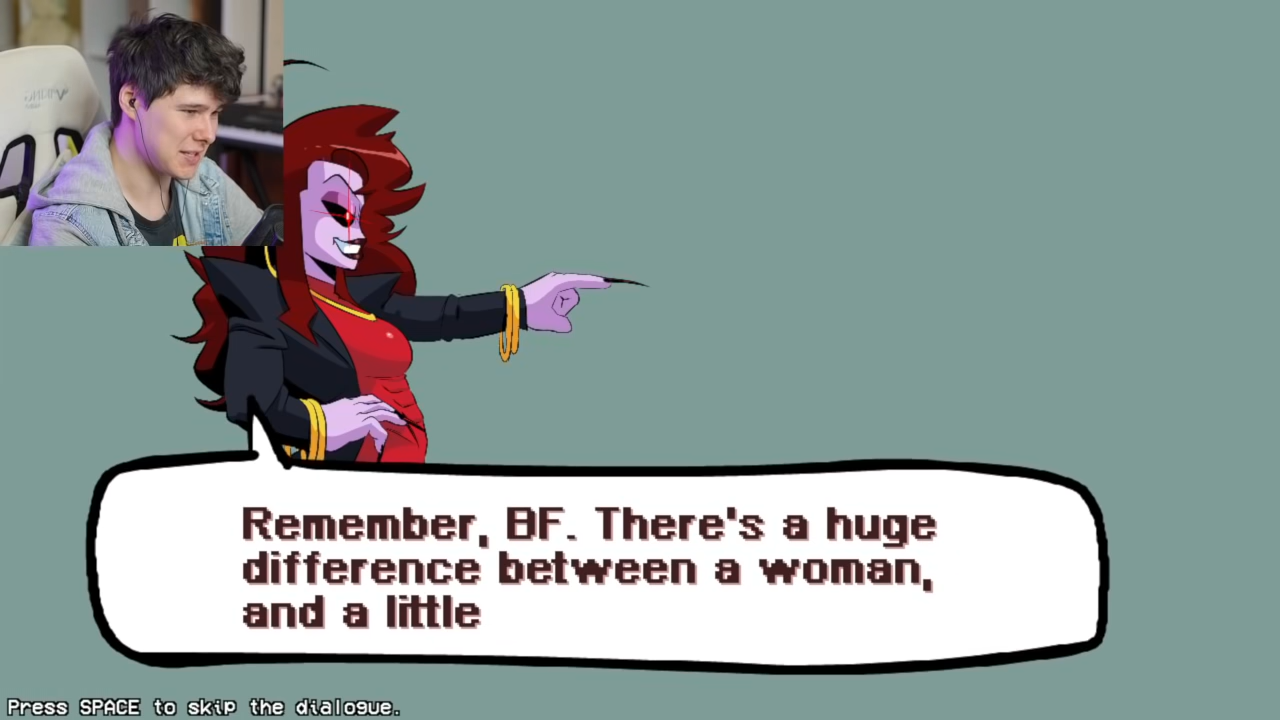 Remember, BF. There's a huge
difference between a woman,
and a little
Press SPACE to skip the dialogue.